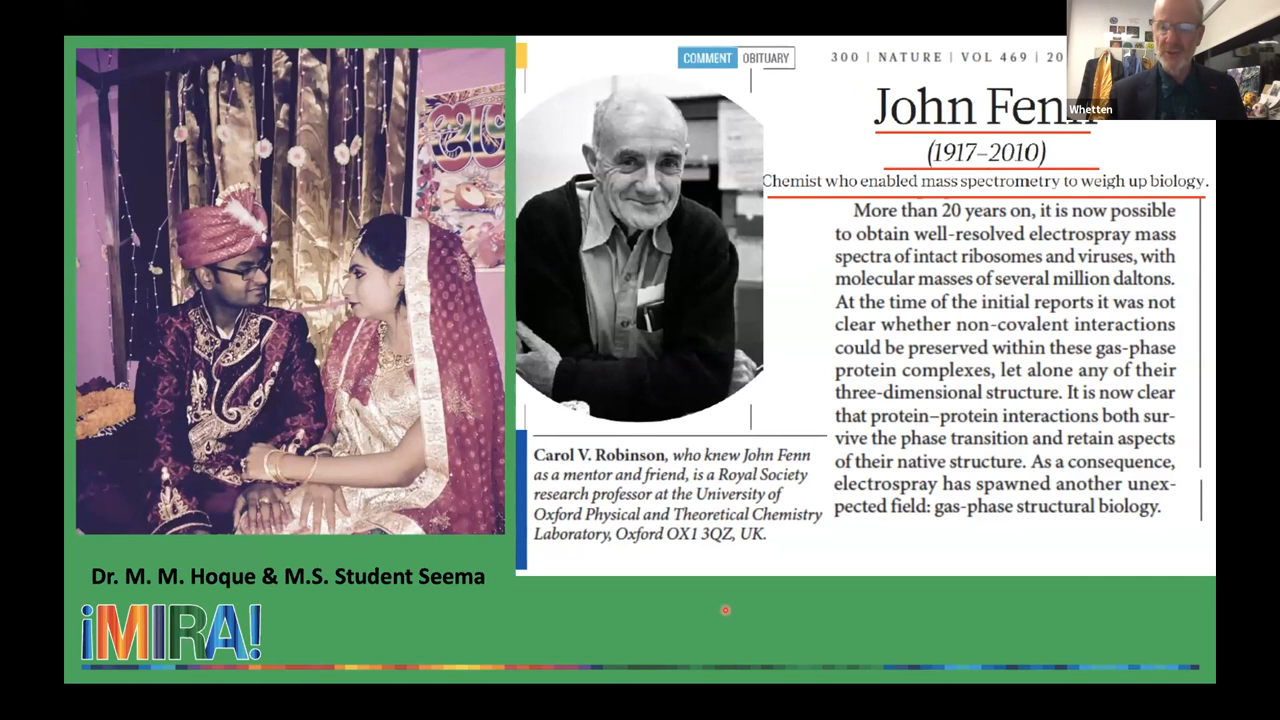 COMMENT OBITUARY
300 | NATURE | VOL 469 | 20
Whetten
John Fenn
(1917–2010)
Chemist who enabled mass spectrometry to weigh up biology.
More than 20 years on, it is now possible
to obtain well-resolved electrospray mass
spectra of intact ribosomes and viruses, with
molecular masses of several million daltons.
At the time of the initial reports it was not
clear whether non-covalent interactions
could be preserved within these gas-phase
protein complexes, let alone any of their
three-dimensional structure. It is now clear
that protein–protein interactions both sur-
vive the phase transition and retain aspects
of their native structure. As a consequence,
electrospray has spawned another unex-
pected field: gas-phase structural biology.
Carol V. Robinson, who knew John Fenn
as a mentor and friend, is a Royal Society
research professor at the University of
Oxford Physical and Theoretical Chemistry
Laboratory, Oxford OX1 3QZ, UK.
Dr. M. M. Hoque & M.S. Student Seema
¡MIRA!